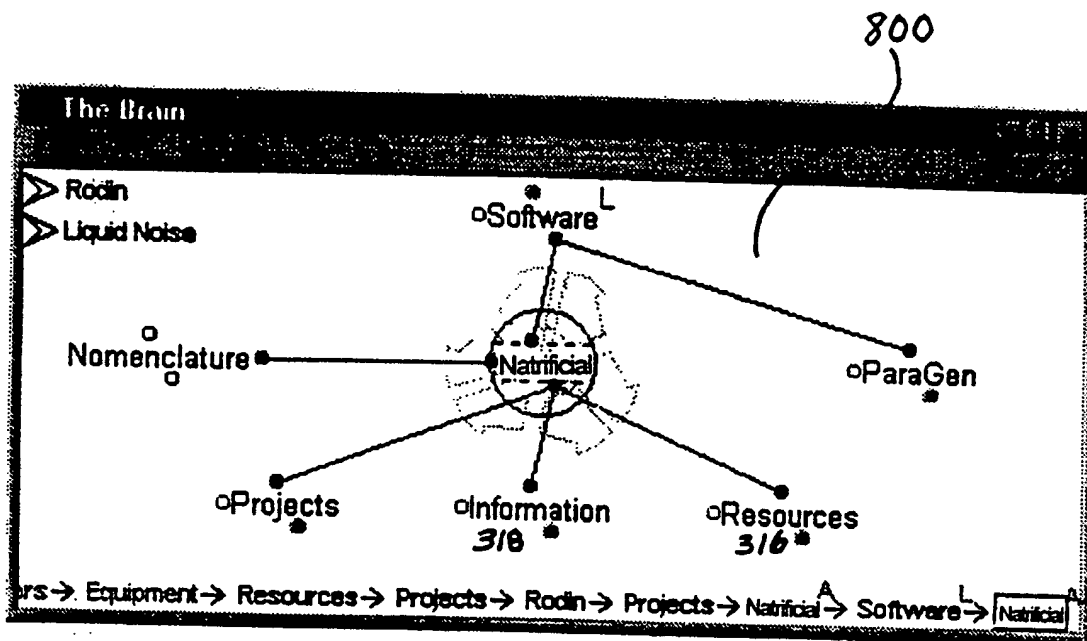 800
The Brain
Rodin
Liquid Noise
Software L
Nomenclature
Natrificial
ParaGen
Projects
Information
Resources
318
316
ers→ Equipment→ Resources→ Projects→ Rodin→ Projects→ Natrificial A→ Software L→ Natrificial